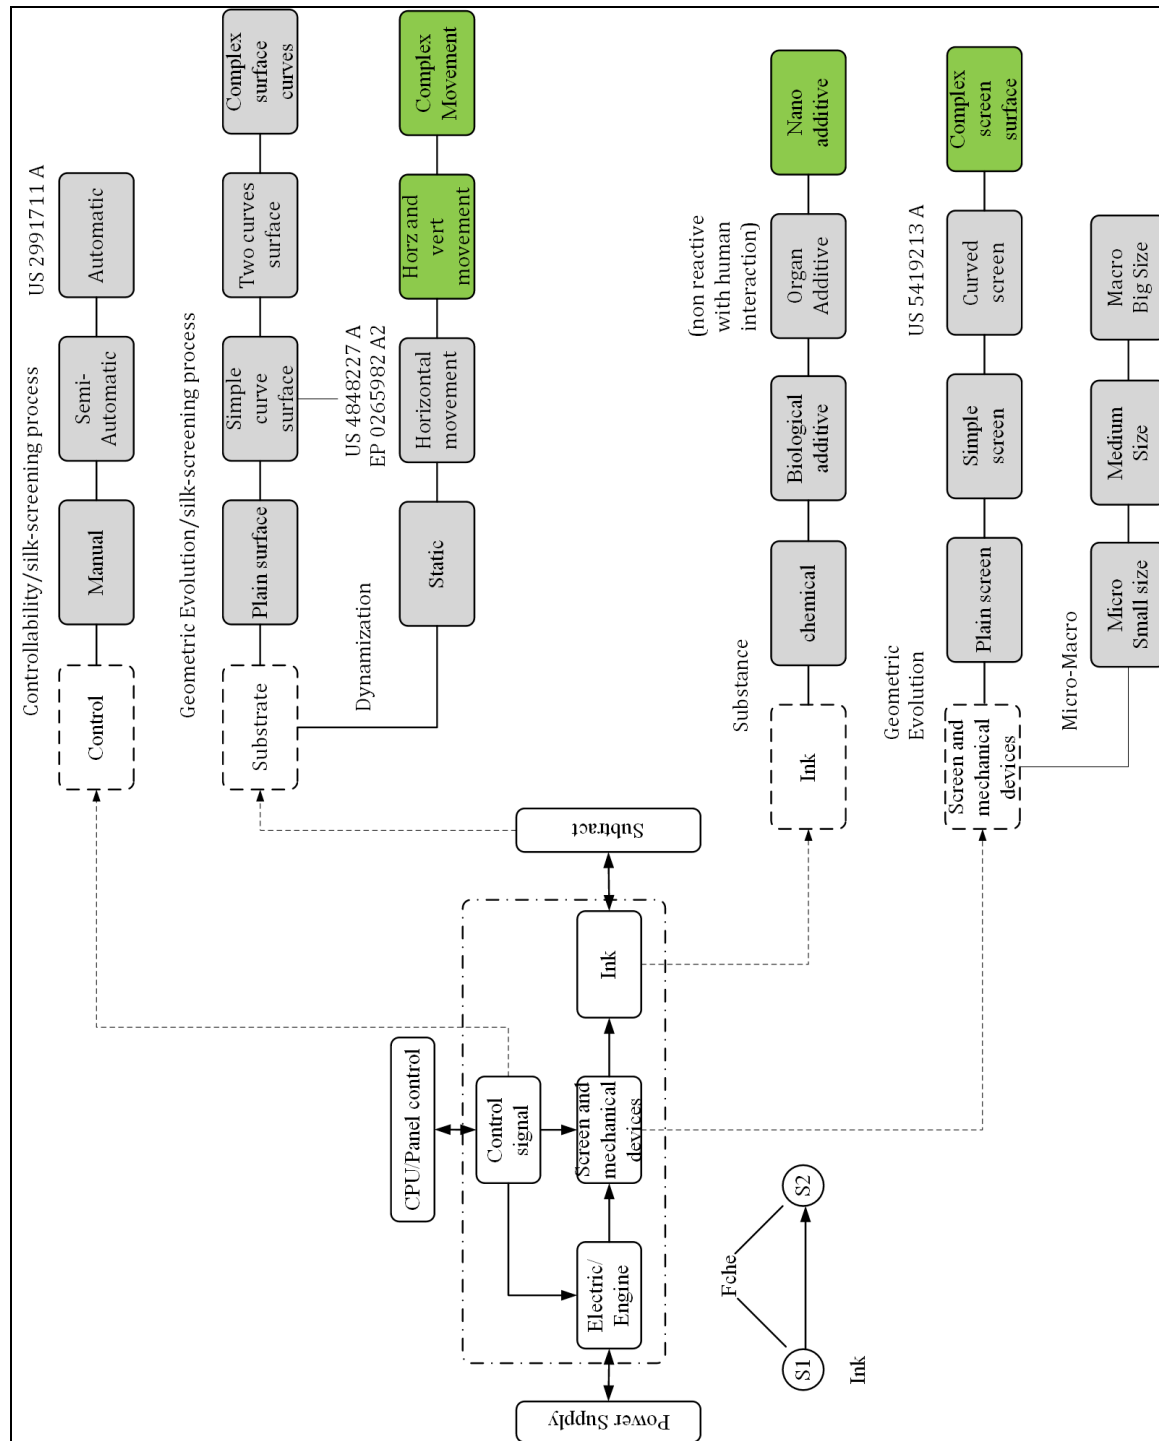 Controllability/silk-screening process
US 2991711 A
Control
Manual
Semi-
Automatic
Automatic
Geometric Evolution/silk-screening process
Substrate
Plain surface
Simple
curve
surface
Two curves
surface
Complex
surface
curves
US 4848227 A
EP 0265982 A2
Dynamization
Static
Horizontal
movement
Horz and
vert
movement
Complex
Movement
Power Supply
Electric/
Engine
CPU/Panel control
Control
signal
Screen and
mechanical
devices
Ink
Subtract
Substance
(non reactive
with human
interaction)
Ink
chemical
Biological
additive
Organ
Additive
Nano
additive
Geometric
Evolution
US 5419213 A
Screen and
mechanical
devices
Plain screen
Simple
screen
Curved
screen
Complex
screen
surface
Micro-Macro
Micro
Small size
Medium
Size
Macro
Big Size
Fche
S1
S2
Ink